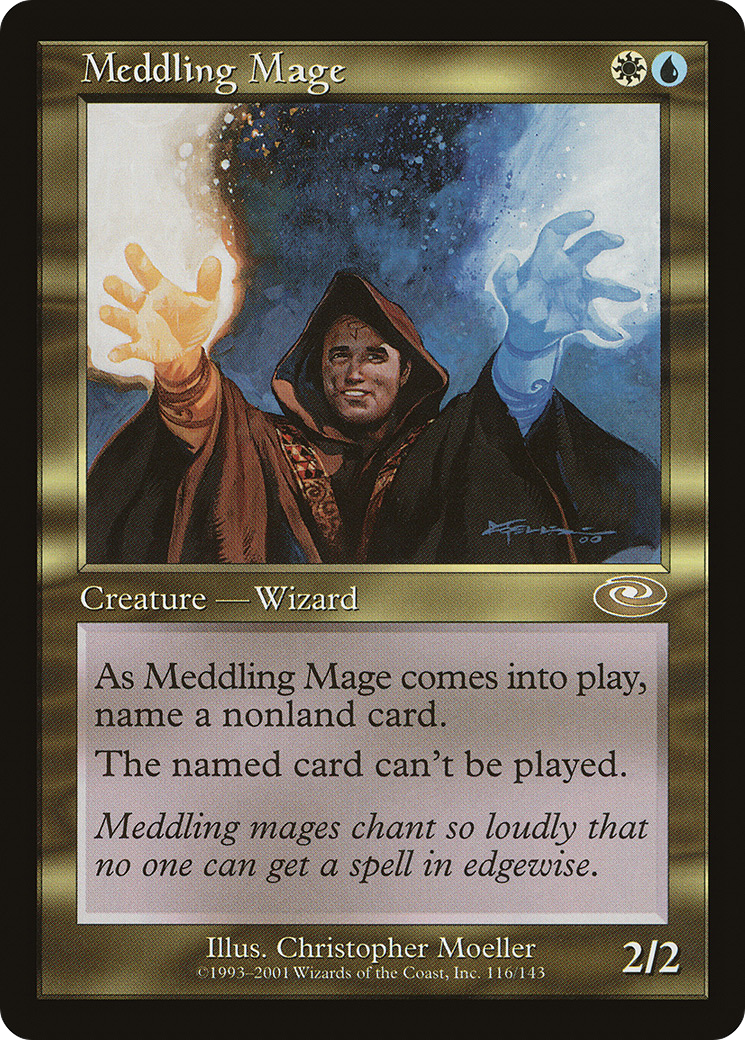 Meddling Mage
Creature — Wizard
As Meddling Mage comes into play,
name a nonland card.
The named card can't be played.
Meddling mages chant so loudly that
no one can get a spell in edgewise.
Illus. Christopher Moeller
©1993–2001 Wizards of the Coast, Inc. 116/143
2/2